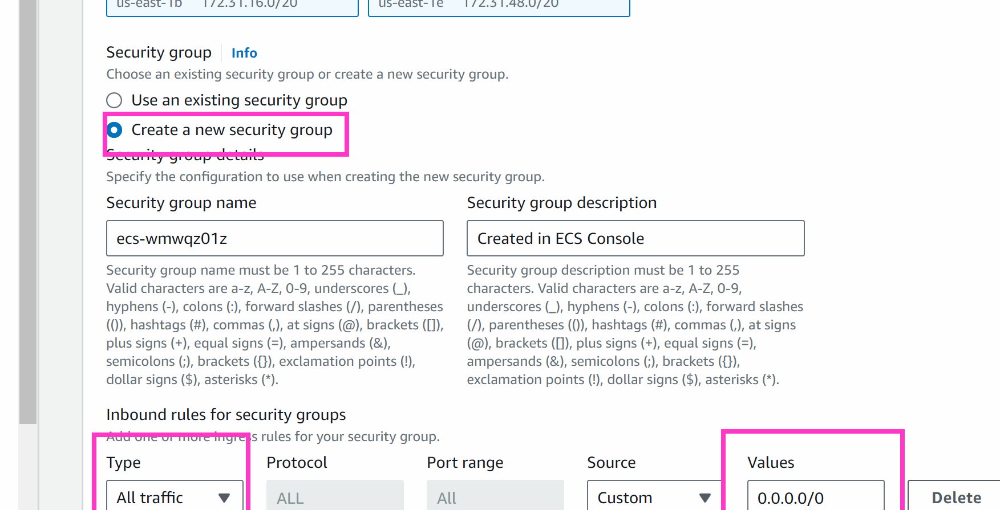 us-east-1b 172.31.16.0/20 us-east-1e 172.31.48.0/20
Security group Info
Choose an existing security group or create a new security group.
Use an existing security group
Create a new security group
Security group details
Specify the configuration to use when creating the new security group.
Security group name Security group description
ecs-wmwqz01z Created in ECS Console
Security group name must be 1 to 255 characters.
Valid characters are a-z, A-Z, 0-9, underscores (_),
hyphens (-), colons (:), forward slashes (/), parentheses
(()), hashtags (#), commas (,), at signs (@), brackets ([]),
plus signs (+), equal signs (=), ampersands (&),
semicolons (;), brackets ({}), exclamation points (!),
dollar signs ($), asterisks (*).
Security group description must be 1 to 255
characters. Valid characters are a-z, A-Z, 0-9,
underscores (_), hyphens (-), colons (:), forward slashes
(/), parentheses (()), hashtags (#), commas (,), at signs
(@), brackets ([]), plus signs (+), equal signs (=),
ampersands (&), semicolons (;), brackets ({}),
exclamation points (!), dollar signs ($), asterisks (*).
Inbound rules for security groups
Add one or more ingress rules for your security group.
Type Protocol Port range Source Values
All traffic ALL All Custom 0.0.0.0/0 Delete